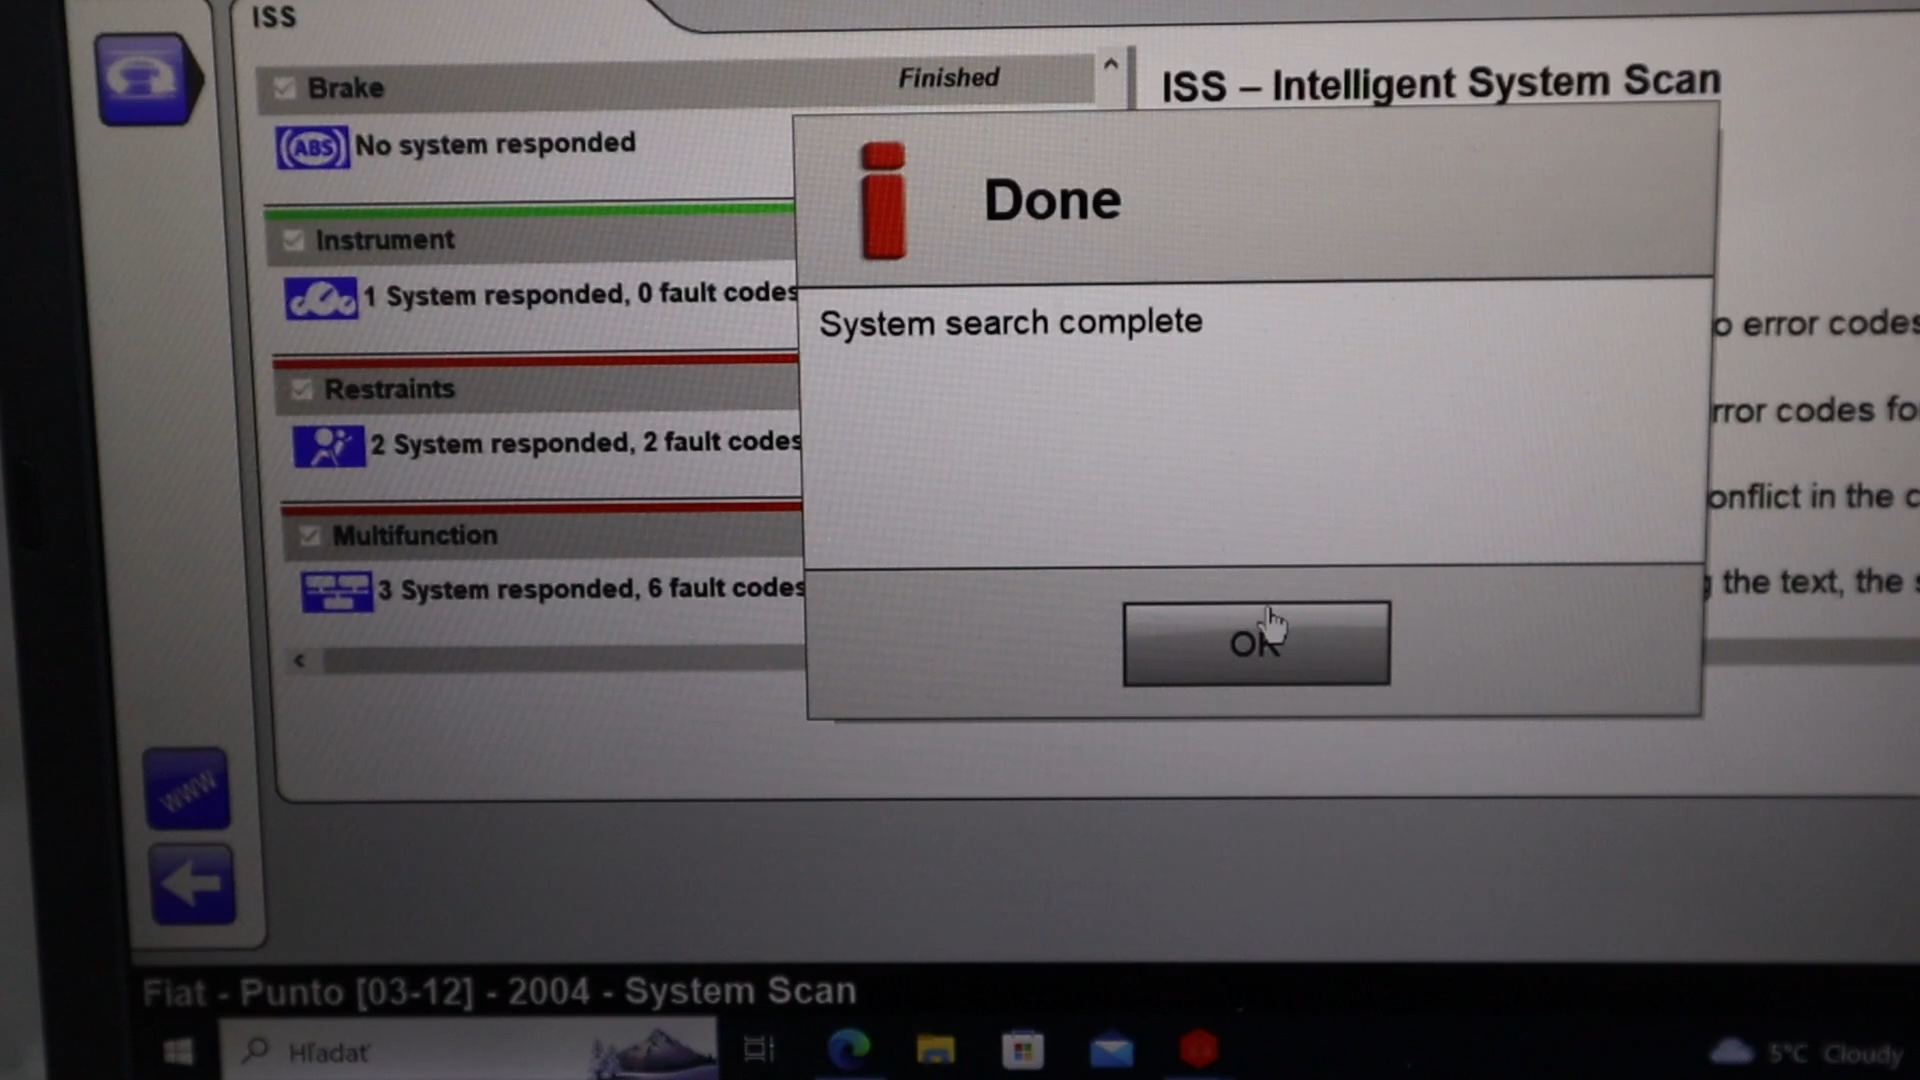 ISS
Brake
Finished
ABS No system responded
Instrument
1 System responded, 0 fault codes
Restraints
2 System responded, 2 fault codes
Multifunction
3 System responded, 6 fault codes
ISS – Intelligent System Scan
Done
System search complete
OK
o error codes
rror codes fo
onflict in the c
the text, the s
www
Fiat - Punto [03-12] - 2004 - System Scan
Hľadať
5°C Cloudy